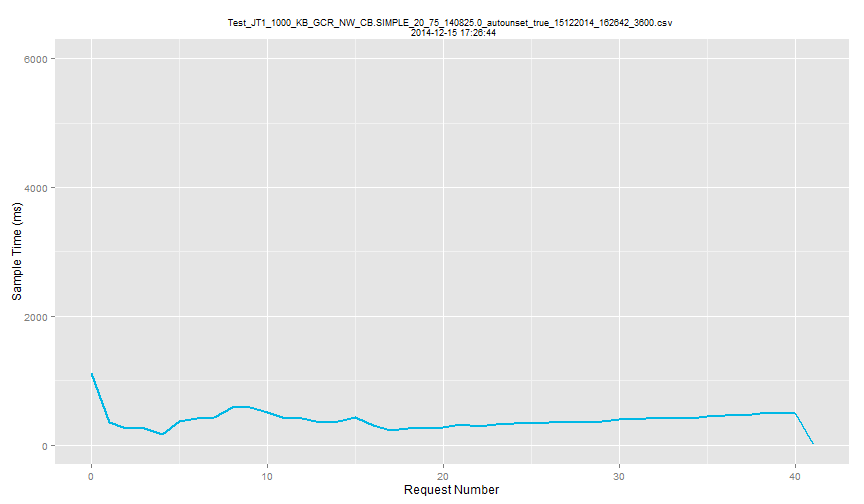 Test_JT1_1000_KB_GCR_NW_CB.SIMPLE_20_75_140825.0_autounset_true_15122014_162642_3600.csv
2014-12-15 17:26:44
6000
4000
2000
0
Sample Time (ms)
0 10 20 30 40
Request Number